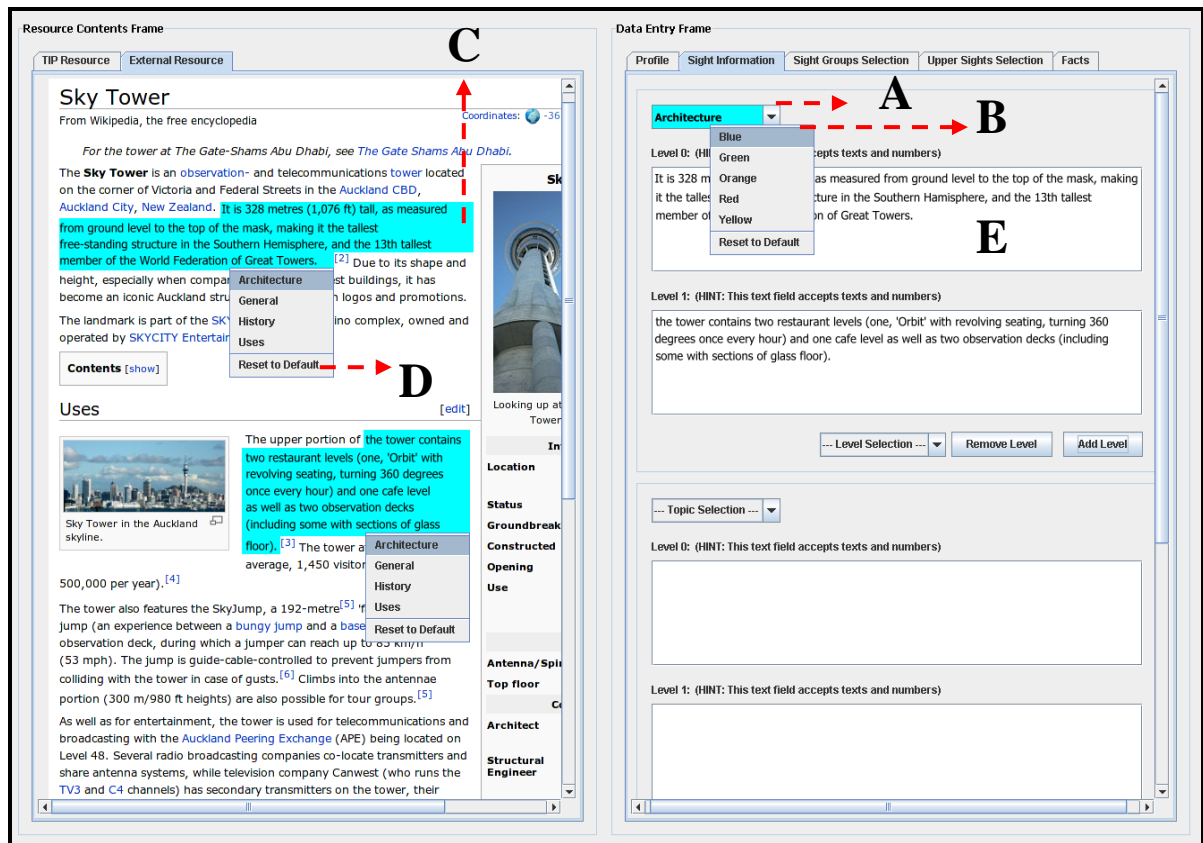 Resource Contents Frame
TIP Resource
External Resource
C
Sky Tower
From Wikipedia, the free encyclopedia
Coordinates: -36
For the tower at The Gate-Shams Abu Dhabi, see The Gate Shams Abu Dhabi.
The Sky Tower is an observation- and telecommunications tower located
on the corner of Victoria and Federal Streets in the Auckland CBD,
Auckland City, New Zealand. It is 328 metres (1,076 ft) tall, as measured
from ground level to the top of the mask, making it the tallest
free-standing structure in the Southern Hemisphere, and the 13th tallest
member of the World Federation of Great Towers. [2] Due to its shape and
height, especially when compar st buildings, it has
become an iconic Auckland stru logos and promotions.
The landmark is part of the SK ino complex, owned and
operated by SKYCITY Entertai
Architecture
General
History
Uses
Reset to Default
D
Contents [show]
Uses
[edit]
The upper portion of the tower contains
two restaurant levels (one, 'Orbit' with
revolving seating, turning 360 degrees
once every hour) and one cafe level
as well as two observation decks
(including some with sections of glass
floor). [3] The tower a
average, 1,450 visitor
500,000 per year).[4]
Sky Tower in the Auckland
skyline.
Architecture
General
History
Uses
Reset to Default
The tower also features the SkyJump, a 192-metre[5] 'f
jump (an experience between a bungy jump and a base
observation deck, during which a jumper can reach up to 85 km/h
(53 mph). The jump is guide-cable-controlled to prevent jumpers from
colliding with the tower in case of gusts.[6] Climbs into the antennae
portion (300 m/980 ft heights) are also possible for tour groups.[5]
As well as for entertainment, the tower is used for telecommunications and
broadcasting with the Auckland Peering Exchange (APE) being located on
Level 48. Several radio broadcasting companies co-locate transmitters and
share antenna systems, while television company Canwest (who runs the
TV3 and C4 channels) has secondary transmitters on the tower, their
Sk
Looking up at
Tower
In
Location
Status
Groundbreak
Constructed
Opening
Use
Antenna/Spi
Top floor
Co
Architect
Structural
Engineer
Data Entry Frame
Profile
Sight Information
Sight Groups Selection
Upper Sights Selection
Facts
A
B
Architecture
Blue
Green
Orange
Red
Yellow
Reset to Default
Level 0: (HI ccepts texts and numbers)
It is 328 m as measured from ground level to the top of the mask, making
it the talles cture in the Southern Hemisphere, and the 13th tallest
member o on of Great Towers.
E
Level 1: (HINT: This text field accepts texts and numbers)
the tower contains two restaurant levels (one, 'Orbit' with revolving seating, turning 360
degrees once every hour) and one cafe level as well as two observation decks (including
some with sections of glass floor).
--- Level Selection ---
Remove Level
Add Level
--- Topic Selection ---
Level 0: (HINT: This text field accepts texts and numbers)
Level 1: (HINT: This text field accepts texts and numbers)